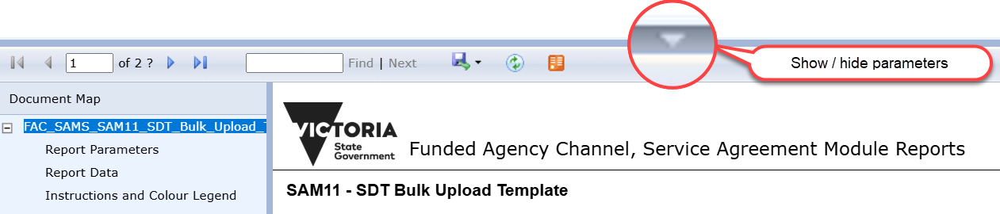 Show / hide parameters
1 of 2 ? Find | Next
Document Map
FAC_SAMS_SAM11_SDT_Bulk_Upload_
Report Parameters
Report Data
Instructions and Colour Legend
VICTORIA
State
Government
Funded Agency Channel, Service Agreement Module Reports
SAM11 - SDT Bulk Upload Template